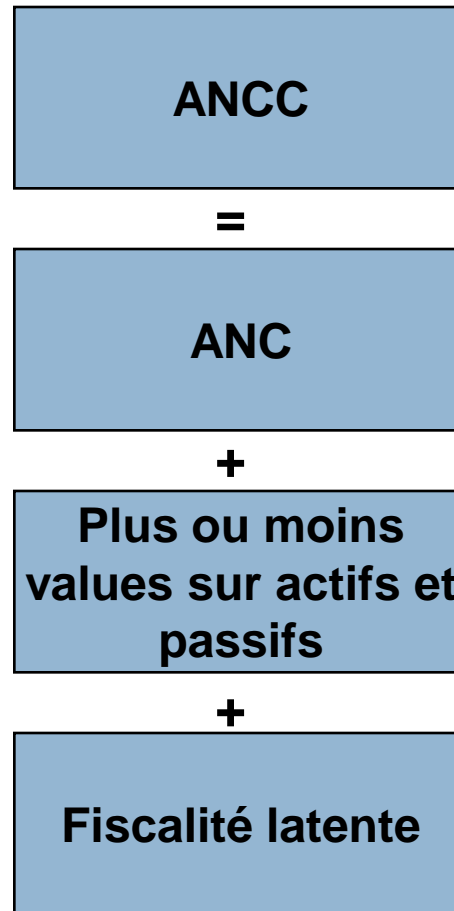 ANCC
=
ANC
+
Plus ou moins
values sur actifs et
passifs
+
Fiscalité latente